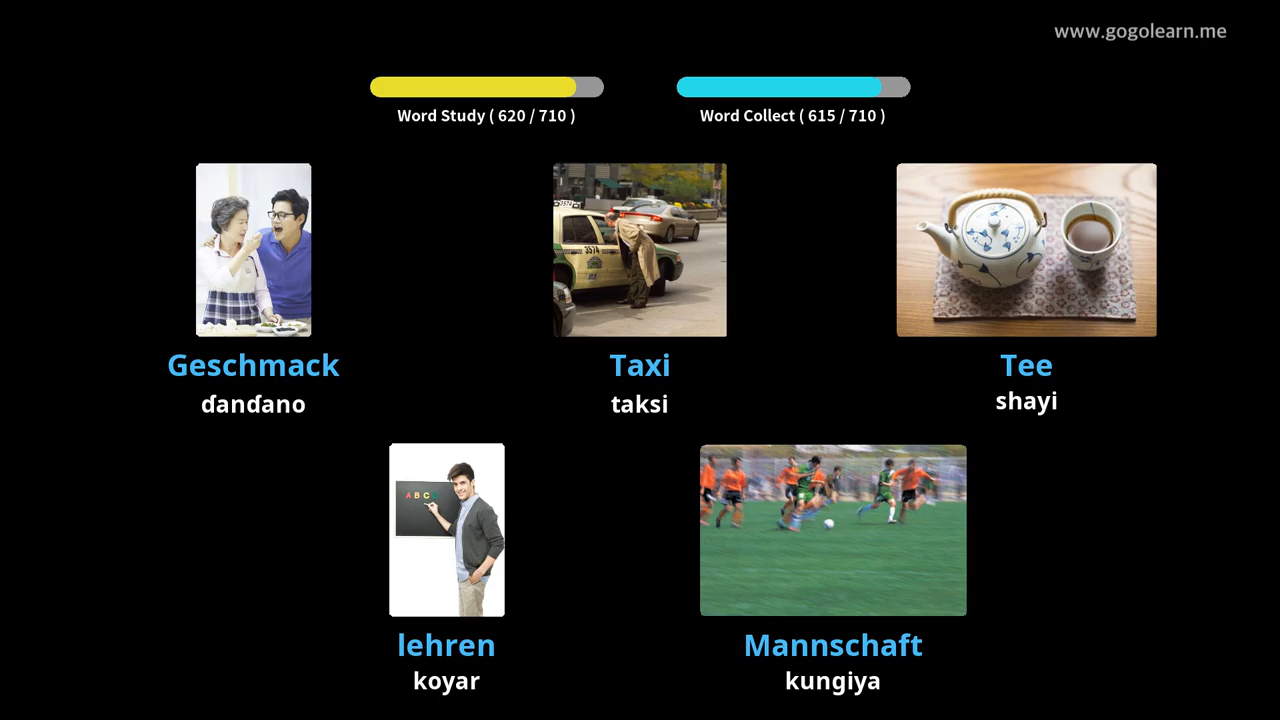 www.gogolearn.me
Word Study ( 620 / 710 )
Word Collect ( 615 / 710 )
3574
Geschmack
ɗanɗano
Taxi
taksi
Tee
shayi
A B C D
lehren
koyar
Mannschaft
kungiya